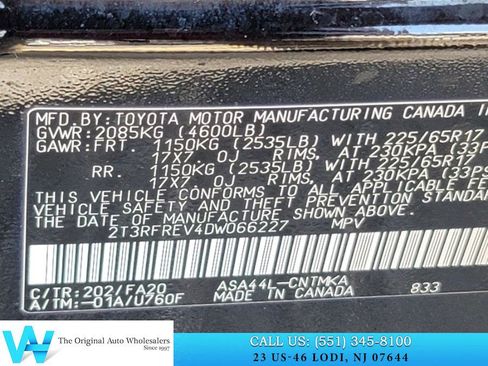 MFD. BY: TOYOTA MOTOR MANUFACTURING CANADA
GVWR: 2085KG (4600LB)
GAWR: FRT. 1150KG (2535LB) WITH 225/65R17
17X7 0J RIMS, AT 230KPA (33PS
RR. 1150KG (2535LB) WITH 225/65R17
17X7 0J RIMS, AT 230KPA (33PS
THIS VEHICLE CONFORMS TO ALL APPLICABLE FE
VEHICLE SAFETY AND THEFT PREVENTION STANDA
THE DATE OF MANUFACTURE SHOWN ABOVE.
2T3RFREV4DW066227 MPV
C/TR: 202/FA20 ASA44L-CNTMKA
A/TM: -01A/U760F MADE IN CANADA 833
W
The Original Auto Wholesalers
Since 1997
CALL US: (551) 345-8100
23 US-46 LODI, NJ 07644